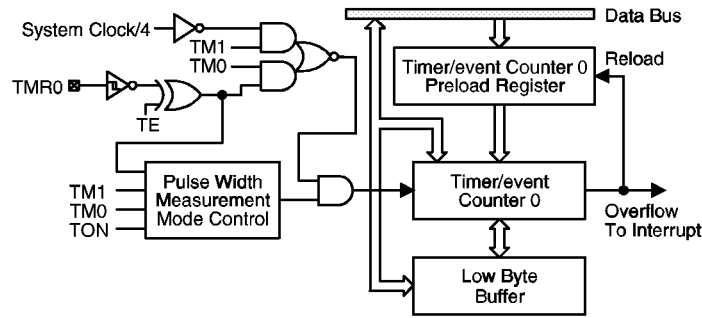 Data Bus
System Clock/4
TM1
TM0
Timer/event Counter 0
Preload Register
Reload
TMR0
TE
Pulse Width
Measurement
Mode Control
TM1
TM0
TON
Timer/event
Counter 0
Overflow
To Interrupt
Low Byte
Buffer